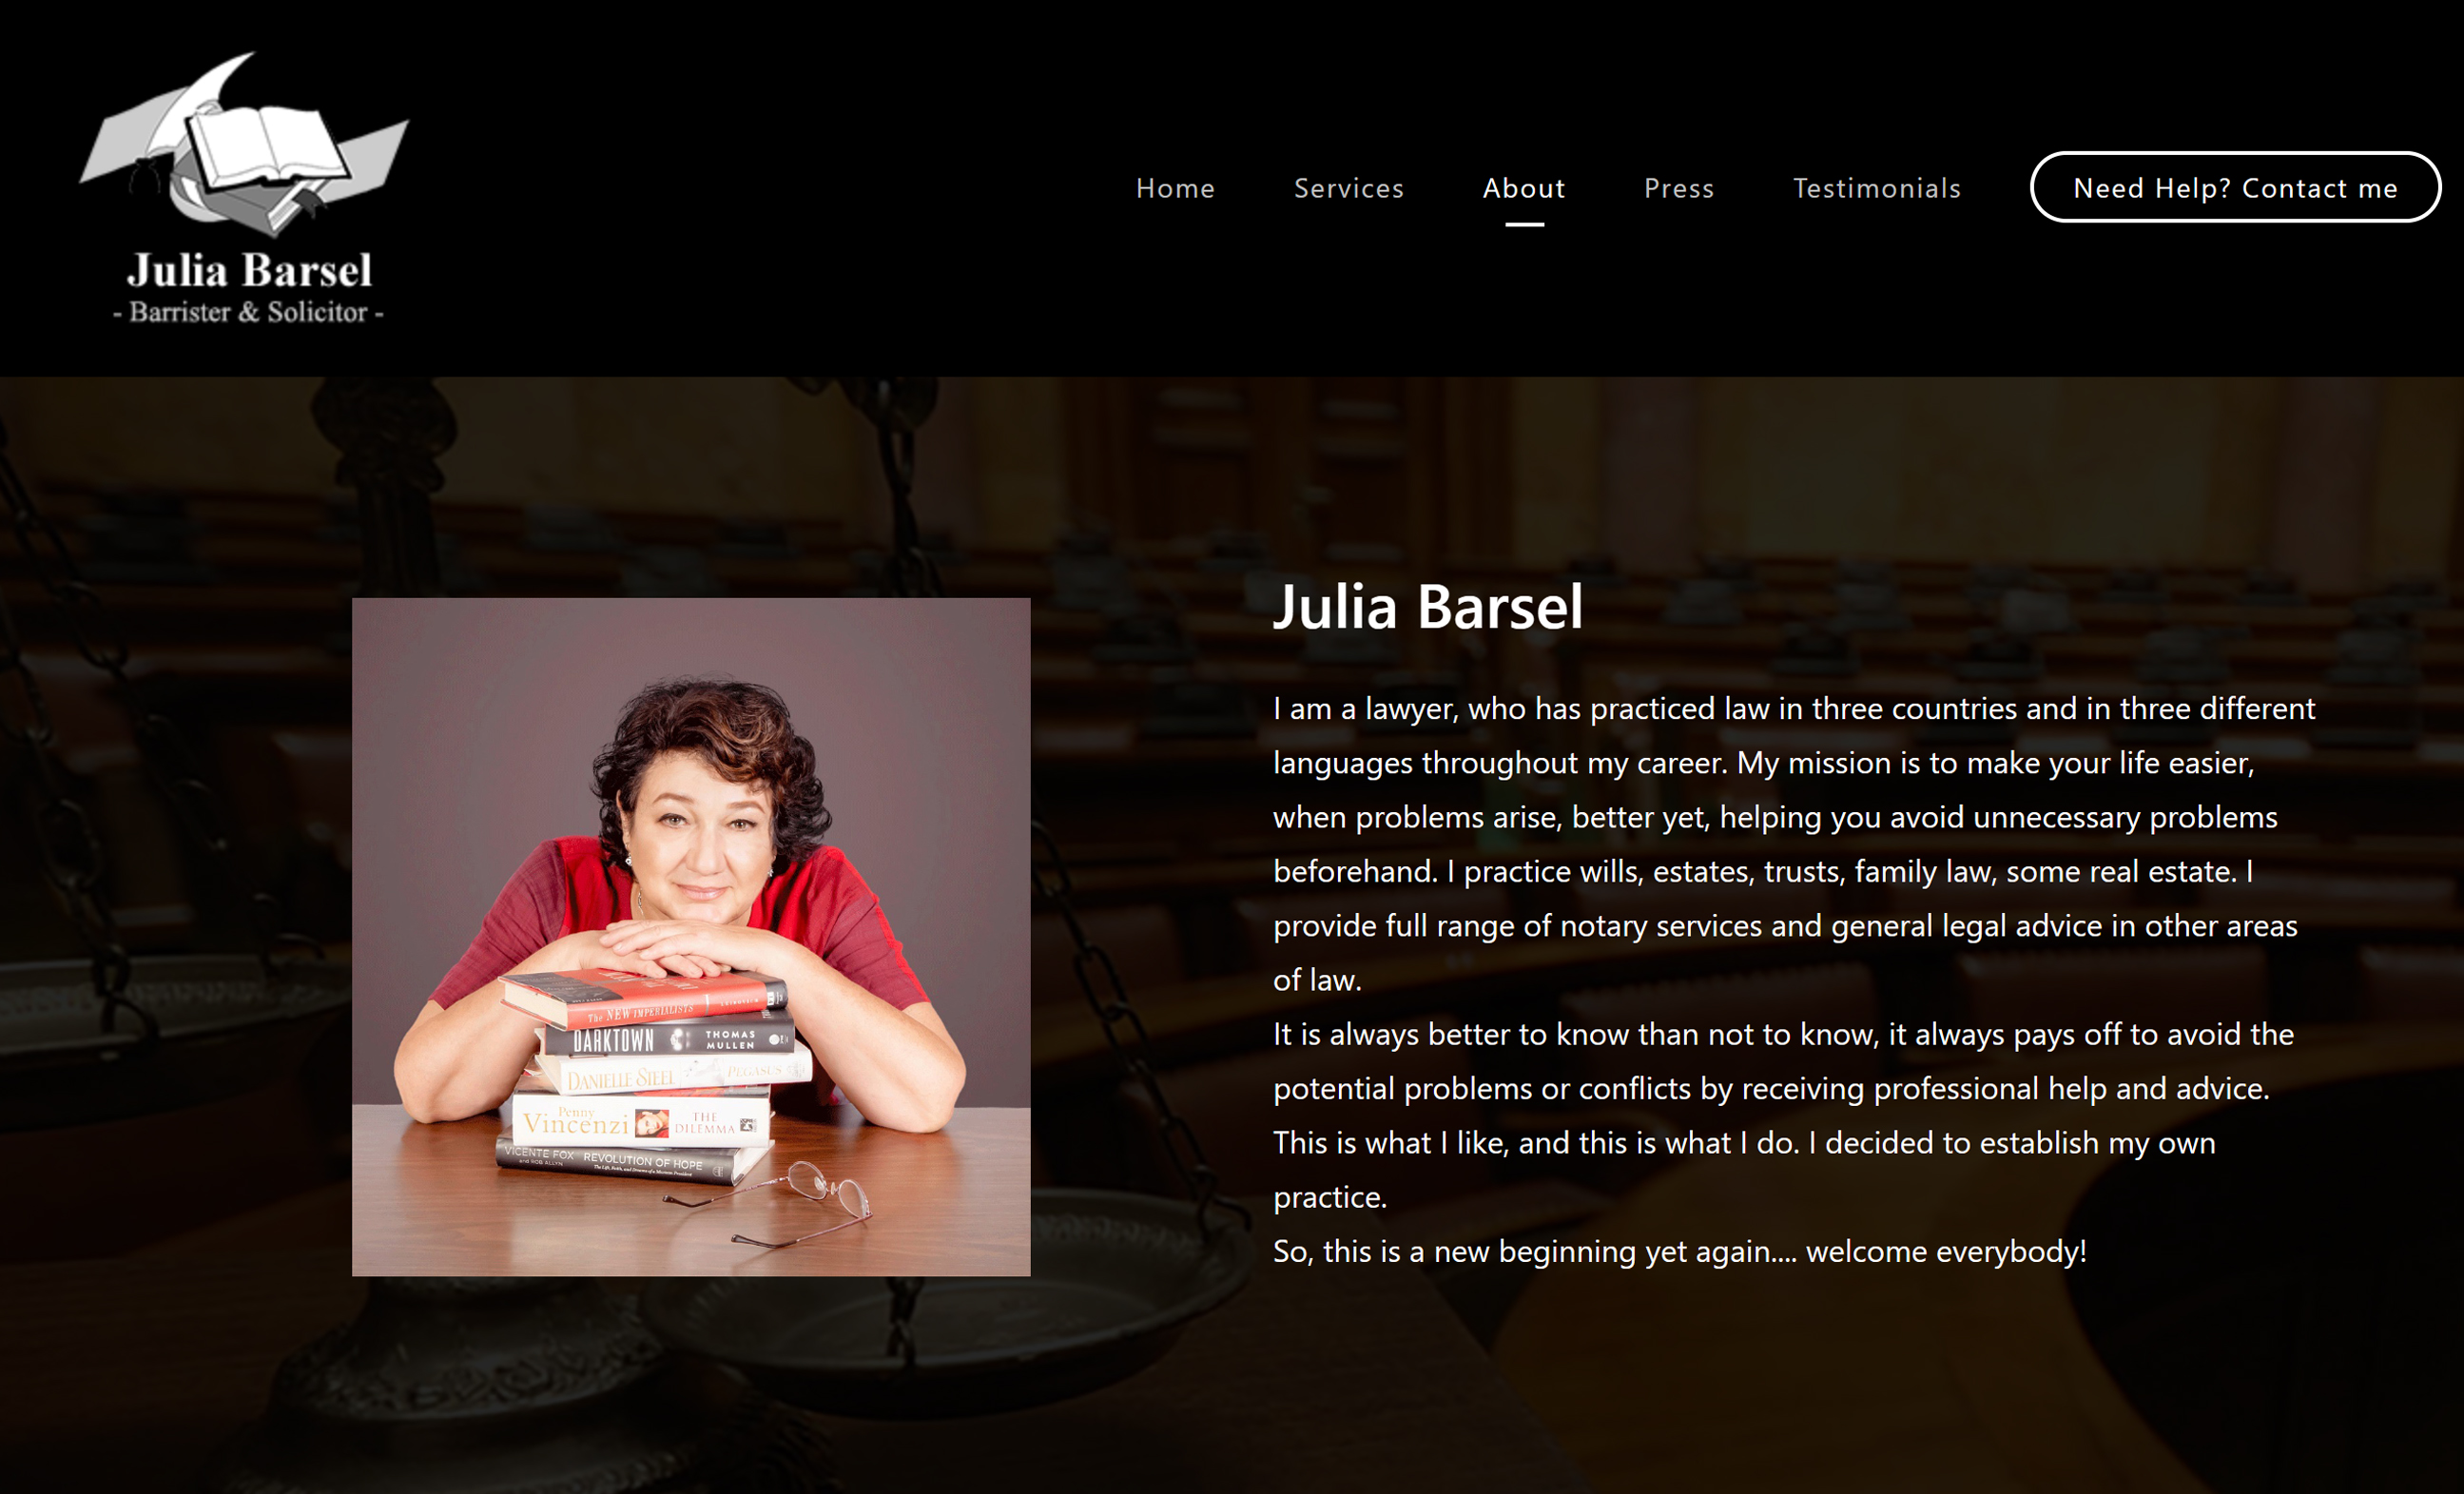 Julia Barsel
- Barrister & Solicitor -
Home
Services
About
Press
Testimonials
Need Help? Contact me
Julia Barsel
I am a lawyer, who has practiced law in three countries and in three different
languages throughout my career. My mission is to make your life easier,
when problems arise, better yet, helping you avoid unnecessary problems
beforehand. I practice wills, estates, trusts, family law, some real estate. I
provide full range of notary services and general legal advice in other areas
of law.
It is always better to know than not to know, it always pays off to avoid the
potential problems or conflicts by receiving professional help and advice.
This is what I like, and this is what I do. I decided to establish my own
practice.
So, this is a new beginning yet again.... welcome everybody!
The NEW IMPERIALISTS
DARKTOWN
THOMAS
MULLEN
DANIELLE STEEL
PEGASUS
Penny
Vincenzi
THE
DILEMMA
VICENTE FOX
and ROB ALLYN
REVOLUTION OF HOPE